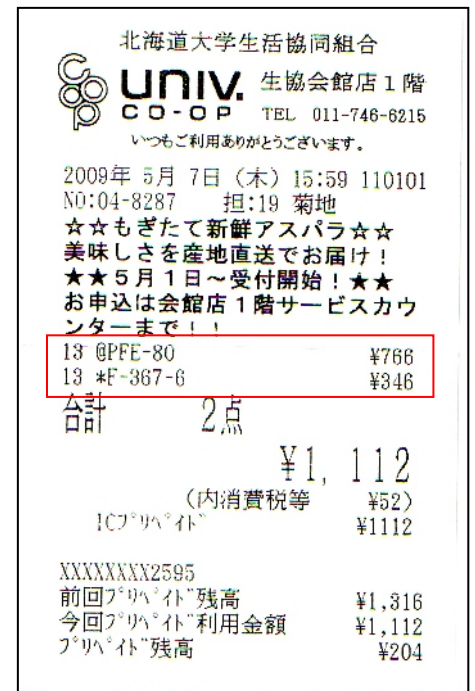 北海道大学生活協同組合
CO-OP UNIV. CO-OP 生協会館店1階
TEL 011-746-6215
いつもご利用ありがとうございます。
2009年 5月 7日 (木) 15:59 110101
NO:04-8287 担:19 菊地
☆☆もぎたて新鮮アスパラ☆☆
美味しさを産地直送でお届け!
★★5月1日～受付開始!★★
お申込は会館店1階サービスカウ
ンターまで!!
13 @PFE-80 ¥766
13 *F-367-6 ¥346
合計 2点
¥1,112
(内消費税等 ¥52)
ICプリペイド ¥1112
XXXXXXXX2595
前回プリペイド残高 ¥1,316
今回プリペイド利用金額 ¥1,112
プリペイド残高 ¥204